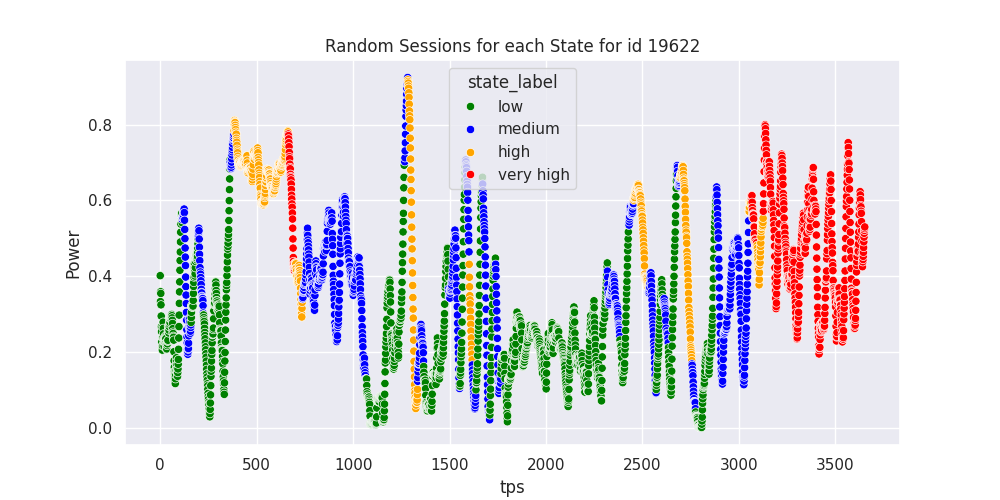 Random Sessions for each State for id 19622
state_label
low
medium
high
very high
Power
0.8
0.6
0.4
0.2
0.0
0 500 1000 1500 2000 2500 3000 3500
tps